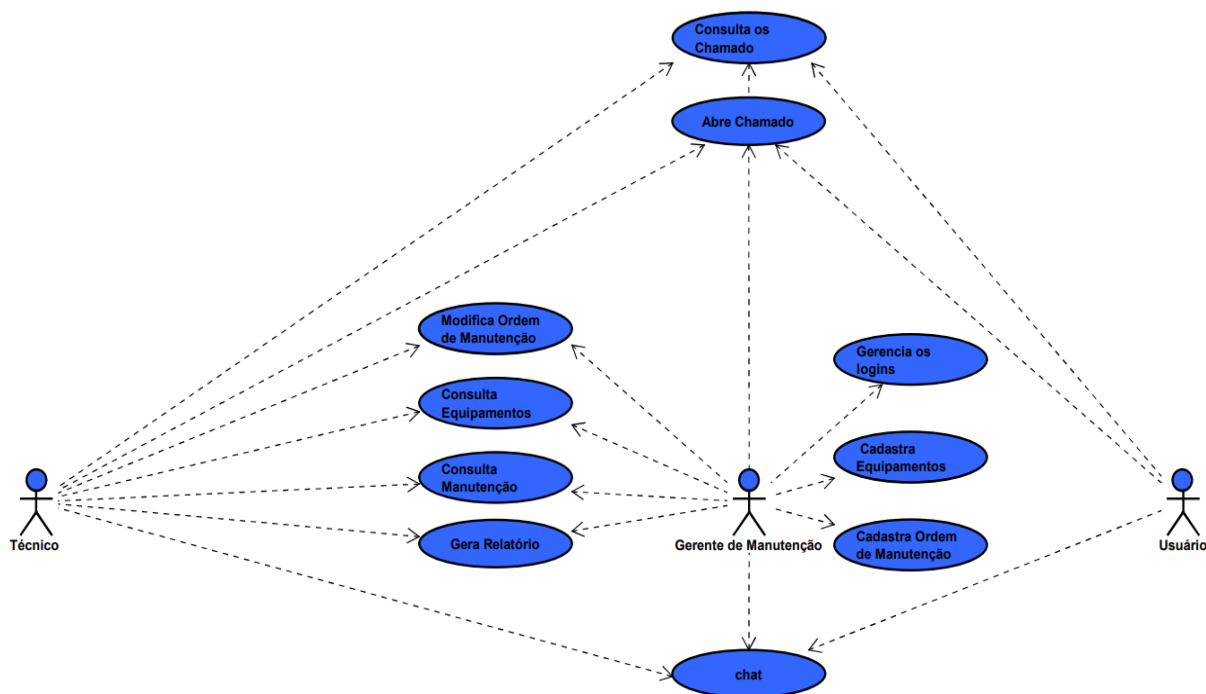 Consulta os
Chamado
Abre Chamado
Modifica Ordem
de Manutenção
Gerencia os
logins
Consulta
Equipamentos
Cadastra
Equipamentos
Consulta
Manutenção
Gera Relatório
Cadastra Ordem
de Manutenção
Técnico
Gerente de Manutenção
Usuário
chat